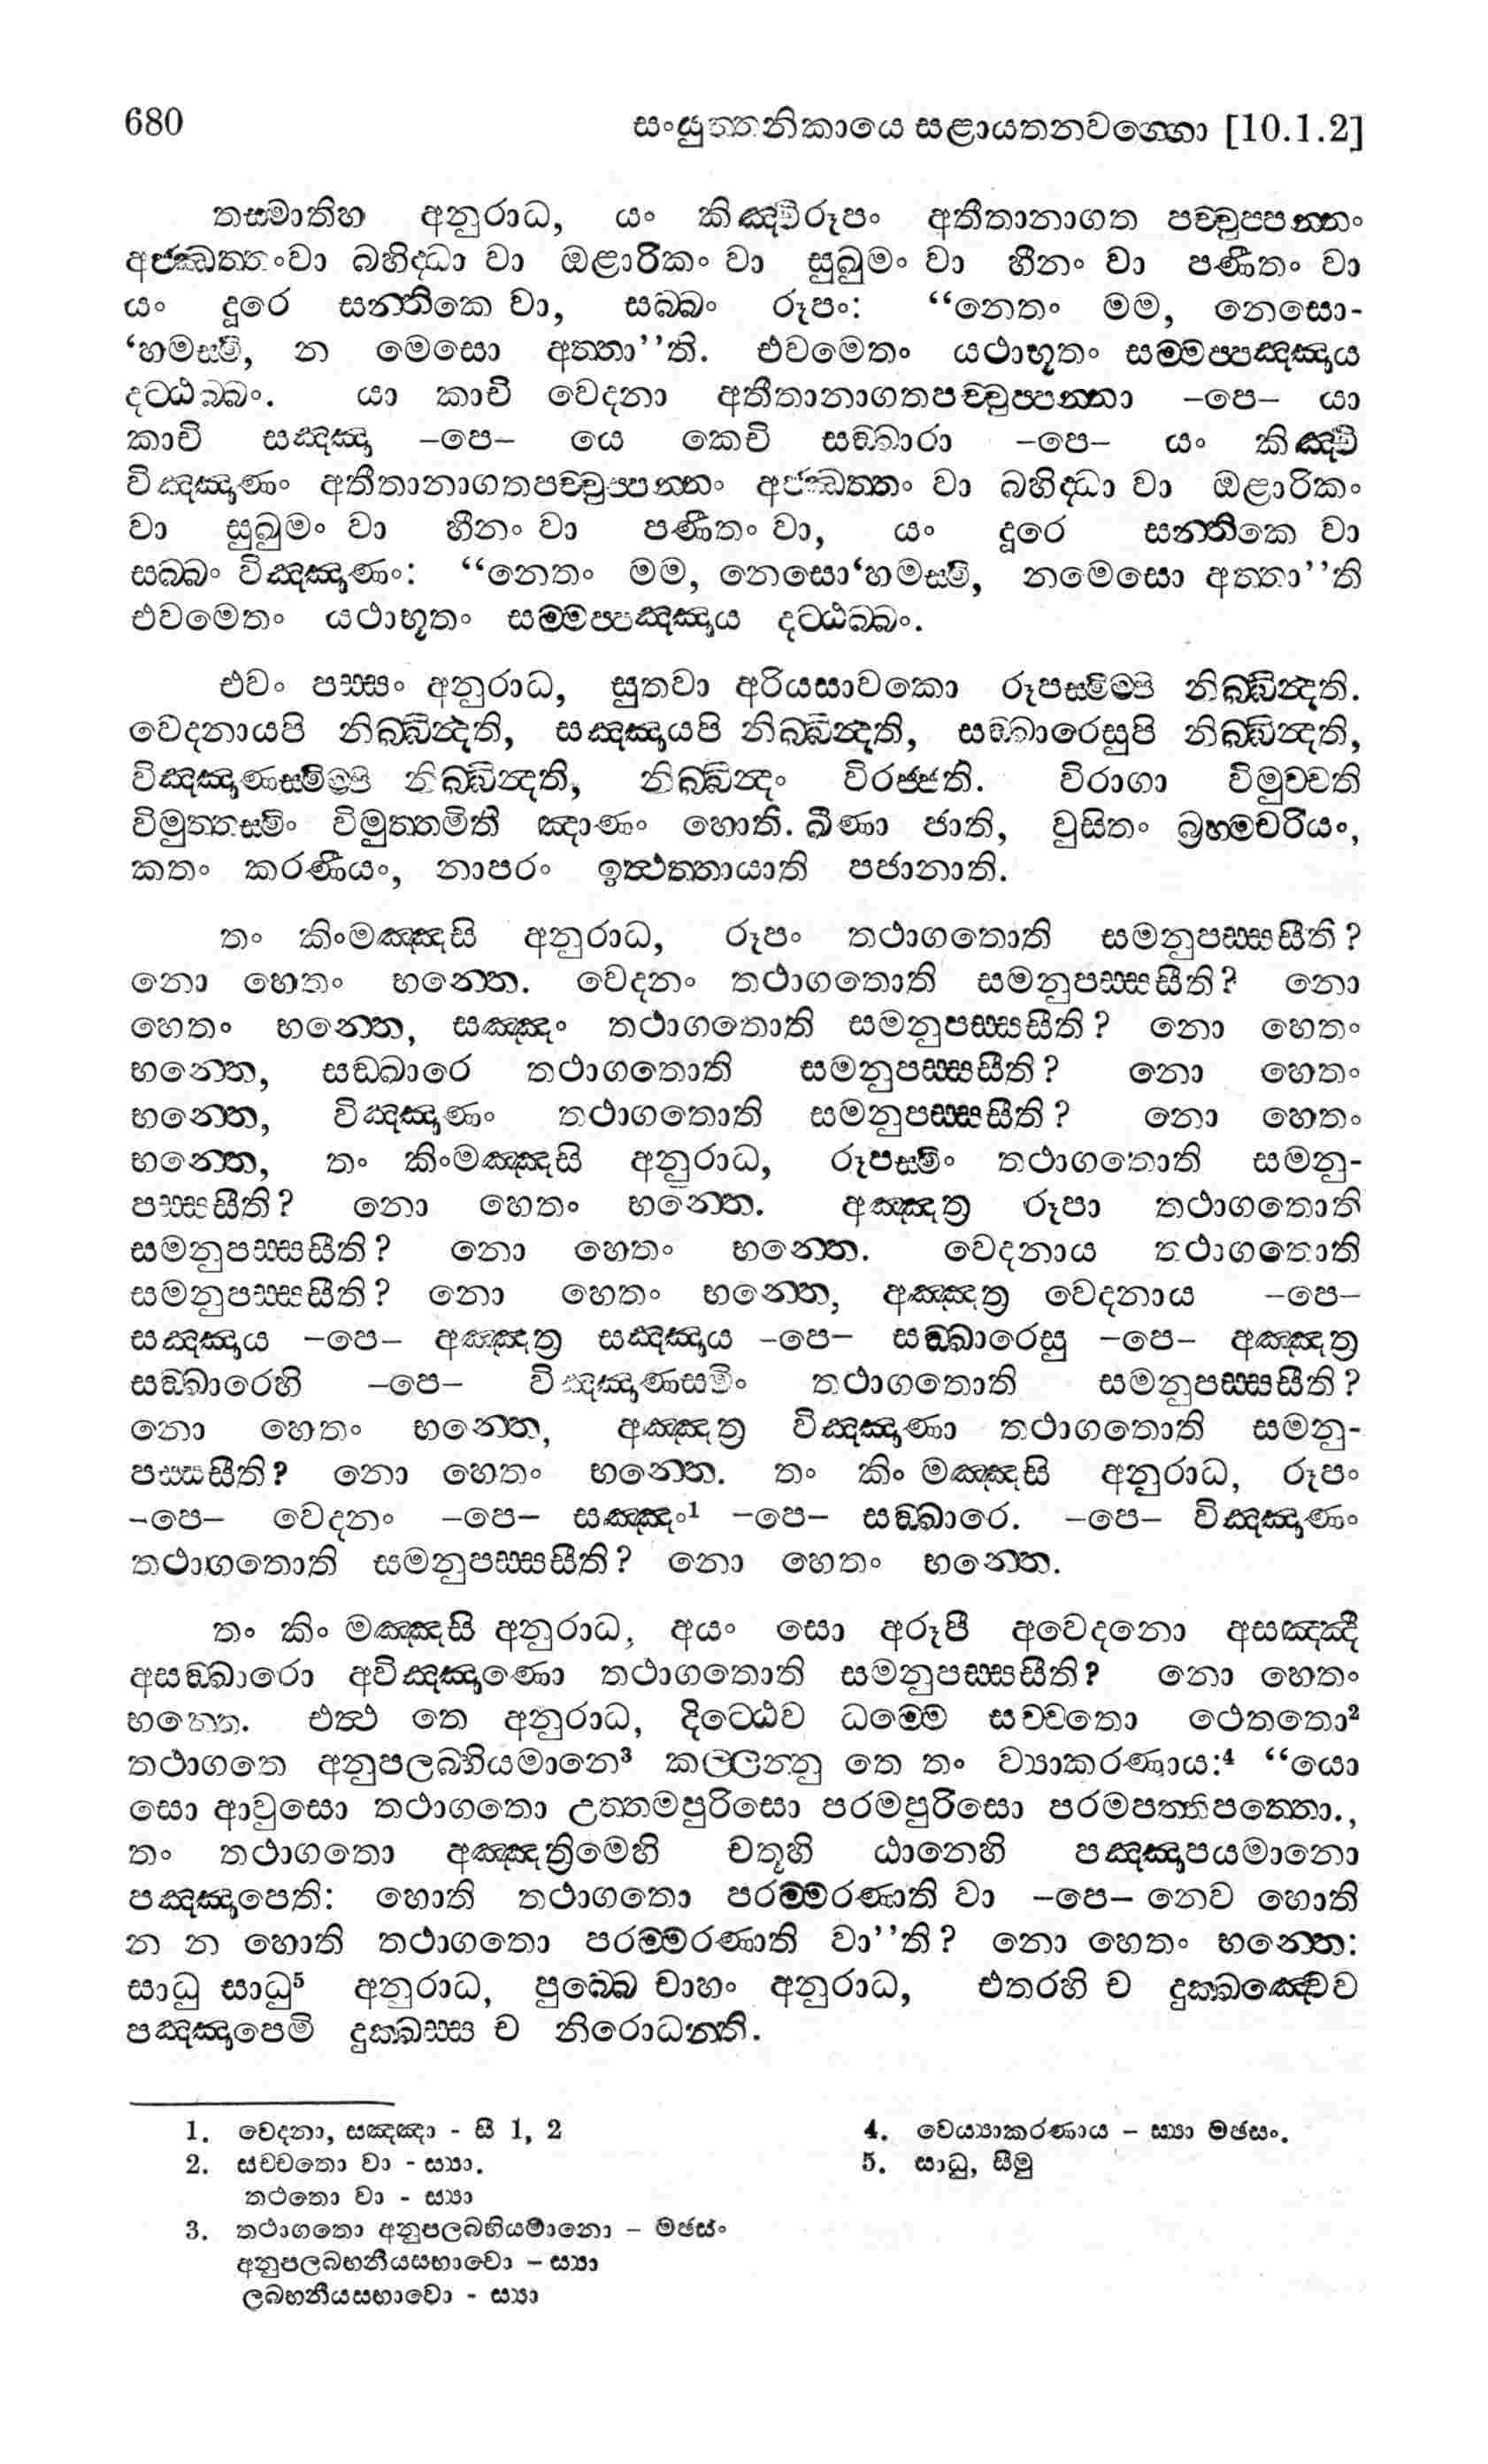 680 සංයුත්තනිකායෙ සළායතනවග්ගො [10.1.2]
තස්මාතිහ අනුරාධ, යං කිඤ්චිරූපං අතීතානාගත පච්චුප්පන්නං
අජ්ඣත්තංවා බහිද්ධා වා ඔළාරිකං වා සුඛුමං වා හීනං වා පණීතං වා
යං දූරෙ සන්තිකෙ වා, සබ්බං රූපං: “නෙතං මම, නෙසො-
‘හමස්මි, න මෙසො අත්තා’’ති. එවමෙතං යථාභූතං සම්මප්පඤ්ඤාය
දට්ඨබ්බං. යා කාචි වෙදනා අතීතානාගතපච්චුප්පන්නා –පෙ– යා
කාචි සඤ්ඤා –පෙ– යෙ කෙචි සඞ්ඛාරා –පෙ– යං කිඤ්චි
විඤ්ඤාණං අතීතානාගතපච්චුප්පන්නං අජ්ඣත්තං වා බහිද්ධා වා ඔළාරිකං
වා සුඛුමං වා හීනං වා පණීතං වා, යං දූරෙ සන්තිකෙ වා
සබ්බං විඤ්ඤාණං: “නෙතං මම, නෙසො‘හමස්මි, නමෙසො අත්තා’’ති
එවමෙතං යථාභූතං සම්මප්පඤ්ඤාය දට්ඨබ්බං.
එවං පස්සං අනුරාධ, සුතවා අරියසාවකො රූපස්මිම්පි නිබ්බින්දති.
වෙදනායපි නිබ්බින්දති, සඤ්ඤායපි නිබ්බින්දති, සඞ්ඛාරෙසුපි නිබ්බින්දති,
විඤ්ඤාණස්මිම්පි නිබ්බින්දති, නිබ්බින්දං විරජ්ජති. විරාගා විමුච්චති
විමුත්තස්මිං විමුත්තමිති ඤාණං හොති. ඛීණා ජාති, වුසිතං බ්‍රහ්මචරියං,
කතං කරණීයං, නාපරං ඉත්ථත්තායාති පජානාති.
තං කිංමඤ්ඤසි අනුරාධ, රූපං තථාගතොති සමනුපස්සසීති?
නො හෙතං භන්තෙ. වෙදනං තථාගතොති සමනුපස්සසීති? නො
හෙතං භන්තෙ, සඤ්ඤං තථාගතොති සමනුපස්සසීති? නො හෙතං
භන්තෙ, සඞ්ඛාරෙ තථාගතොති සමනුපස්සසීති? නො හෙතං
භන්තෙ, විඤ්ඤාණං තථාගතොති සමනුපස්සසීති? නො හෙතං
භන්තෙ, තං කිංමඤ්ඤසි අනුරාධ, රූපස්මිං තථාගතොති සමනු-
පස්සසීති? නො හෙතං භන්තෙ. අඤ්ඤත්‍ර රූපා තථාගතොති
සමනුපස්සසීති? නො හෙතං භන්තෙ. වෙදනාය තථාගතොති
සමනුපස්සසීති? නො හෙතං භන්තෙ, අඤ්ඤත්‍ර වෙදනාය –පෙ–
සඤ්ඤාය –පෙ– අඤ්ඤත්‍ර සඤ්ඤාය –පෙ– සඞ්ඛාරෙසු –පෙ– අඤ්ඤත්‍ර
සඞ්ඛාරෙහි –පෙ– විඤ්ඤාණස්මිං තථාගතොති සමනුපස්සසීති?
නො හෙතං භන්තෙ, අඤ්ඤත්‍ර විඤ්ඤාණා තථාගතොති සමනු-
පස්සසීති? නො හෙතං භන්තෙ. තං කිං මඤ්ඤසි අනුරාධ, රූපං
–පෙ– වෙදනං –පෙ– සඤ්ඤං¹ –පෙ– සඞ්ඛාරෙ. –පෙ– විඤ්ඤාණං
තථාගතොති සමනුපස්සසීති? නො හෙතං භන්තෙ.
තං කිං මඤ්ඤසි අනුරාධ, අයං සො අරූපී අවෙදනො අසඤ්ඤී
අසඞ්ඛාරො අවිඤ්ඤාණො තථාගතොති සමනුපස්සසීති? නො හෙතං
භන්තෙ. එත්ථ තෙ අනුරාධ, දිට්ඨෙව ධම්මෙ සච්චතො ථෙතතො²
තථාගතෙ අනුපලබ්භියමානෙ³ කල්ලන්නු තෙ තං ව්‍යාකරණාය:⁴ “යො
සො ආවුසො තථාගතො උත්තමපුරිසො පරමපුරිසො පරමපත්තිපත්තො.,
තං තථාගතො අඤ්ඤත්‍රිමෙහි චතූහි ඨානෙහි පඤ්ඤාපයමානො
පඤ්ඤාපෙති: හොති තථාගතො පරම්මරණාති වා –පෙ– නෙව හොති
න න හොති තථාගතො පරම්මරණාති වා’’ති? නො හෙතං භන්තෙ:
සාධු සාධු⁵ අනුරාධ, පුබ්බෙ චාහං අනුරාධ, එතරහි ච දුක්ඛඤ්චෙව
පඤ්ඤාපෙමි දුක්ඛස්ස ච නිරොධන්ති.
1. වෙදනා, සඤ්ඤා - සී 1, 2
2. සච්චතො වා - ස්‍යා.
තථතො වා - ස්‍යා
3. තථාගතො අනුපලබ්භියමානො – මඡසං
අනුපලබ්භනීයසභාවො – ස්‍යා
ලබ්භනීයසභාවො - ස්‍යා
4. වෙය්‍යාකරණාය – ස්‍යා මඡසං.
5. සාධු, සීමු